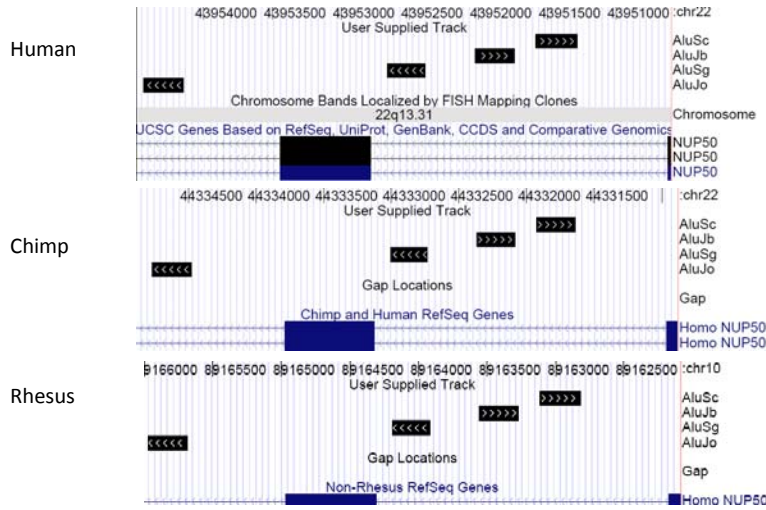 Human
43954000 43953500 43953000 43952500 43952000 43951500 43951000 :chr22
User Supplied Track
>>>>> AluSc
>>>>> AluJb
<<<<< AluSg
<<<<< AluJo
Chromosome Bands Localized by FISH Mapping Clones
22q13.31 Chromosome
UCSC Genes Based on RefSeq, UniProt, GenBank, CCDS and Comparative Genomics
NUP50
NUP50
NUP50
Chimp
44334500 44334000 44333500 44333000 44332500 44332000 44331500 :chr22
User Supplied Track
>>>>> AluSc
>>>>> AluJb
<<<<< AluSg
<<<<< AluJo
Gap Locations
Gap
Chimp and Human RefSeq Genes
Homo NUP50
Homo NUP50
Rhesus
89166000 89165500 89165000 89164500 89164000 89163500 89163000 89162500 :chr10
User Supplied Track
>>>>> AluSc
>>>>> AluJb
<<<<< AluSg
<<<<< AluJo
Gap Locations
Gap
Non-Rhesus RefSeq Genes
Homo NUP50